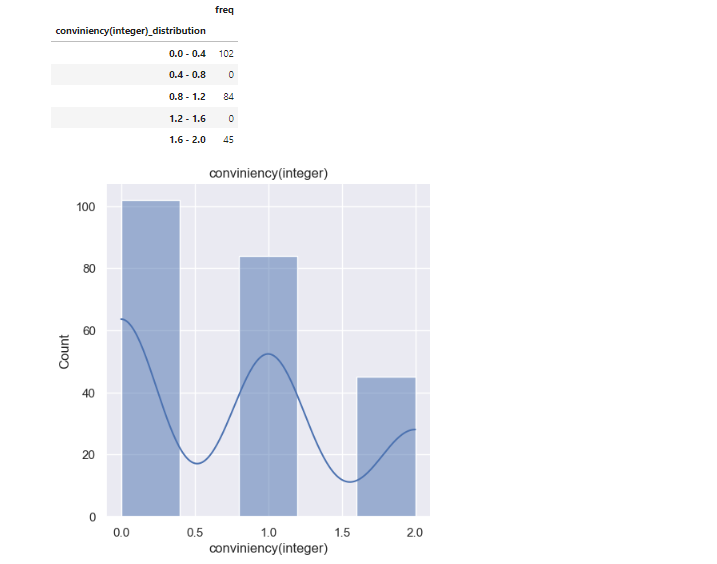 freq
conviniency(integer)_distribution
0.0 - 0.4 102
0.4 - 0.8 0
0.8 - 1.2 84
1.2 - 1.6 0
1.6 - 2.0 45
conviniency(integer)
100
80
60
40
20
0
Count
0.0 0.5 1.0 1.5 2.0
conviniency(integer)